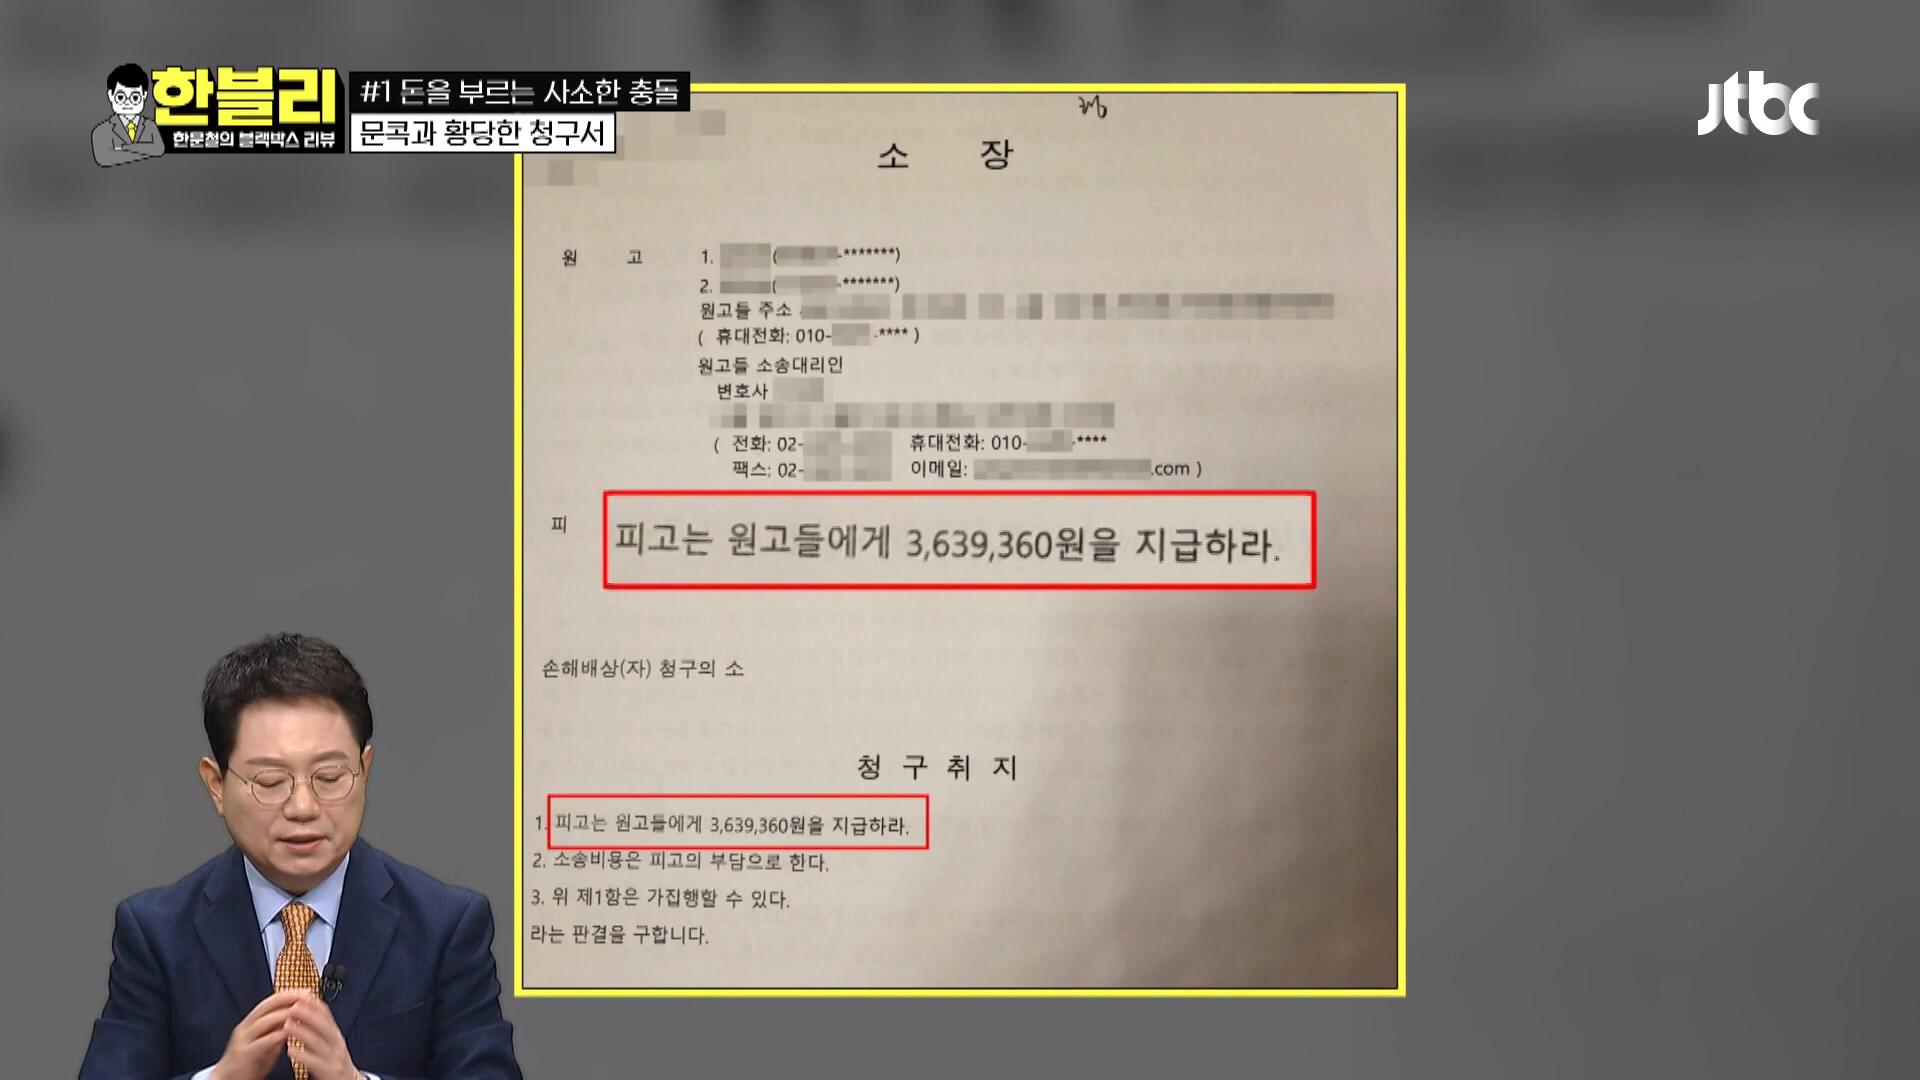 한블리
한문철의 블랙박스 리뷰
#1 돈을 부르는 사소한 충돌
문콕과 황당한 청구서
jtbc
소 장
원 고 1. ( -*******)
2. ( -*******)
원고들 주소
( 휴대전화: 010- -**** )
원고들 소송대리인
변호사
( 전화: 02- 휴대전화: 010- -****
팩스: 02- 이메일: .com )
피
피고는 원고들에게 3,639,360원을 지급하라.
손해배상(자) 청구의 소
청 구 취 지
1. 피고는 원고들에게 3,639,360원을 지급하라.
2. 소송비용은 피고의 부담으로 한다.
3. 위 제1항은 가집행할 수 있다.
라는 판결을 구합니다.